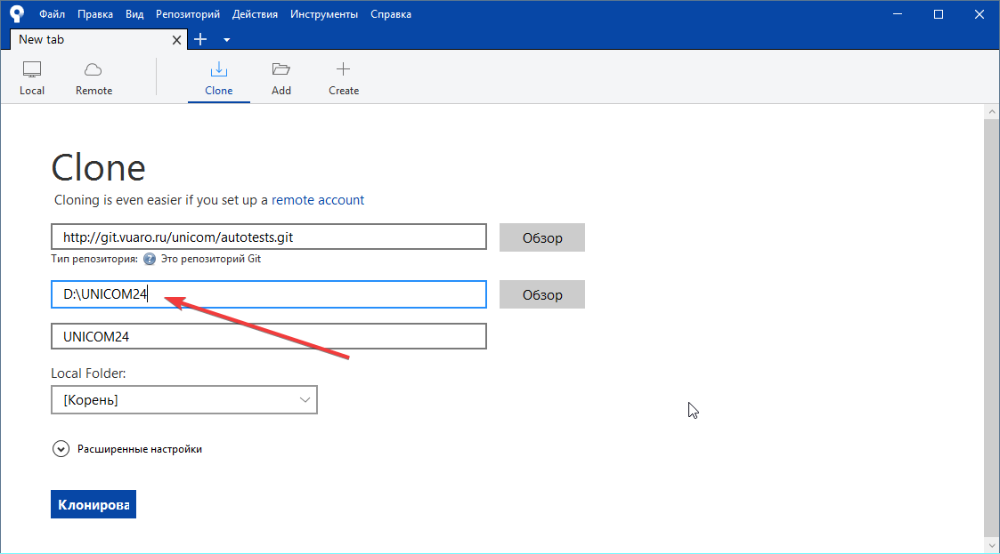 Файл Правка Вид Репозиторий Действия Инструменты Справка
New tab
Local Remote Clone Add Create
Clone
Cloning is even easier if you set up a remote account
http://git.vuaro.ru/unicom/autotests.git Обзор
Тип репозитория: ? Это репозиторий Git
D:\UNICOM24 Обзор
UNICOM24
Local Folder:
[Корень]
Расширенные настройки
Клонирова